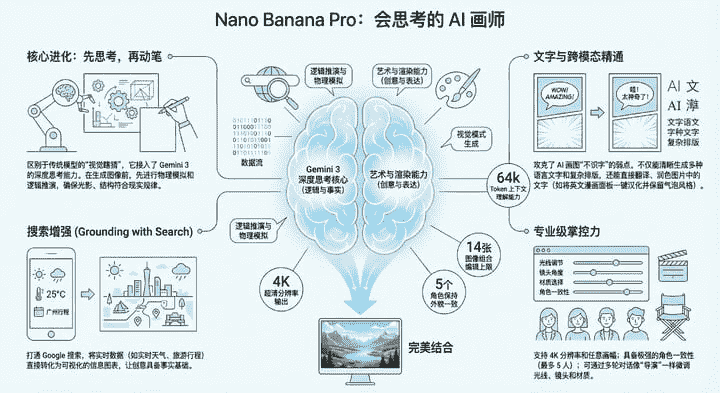 Nano Banana Pro：会思考的 AI 画师
核心进化：先思考，再动笔
区别于传统模型的“视觉瞎猜”，它接入了 Gemini 3
的深度思考能力。在生成图像前，先进行物理模拟和
逻辑推演，确保光影、结构符合现实规律。
搜索增强 (Grounding with Search)
25°C
广州行程
打通 Google 搜索，将实时数据（如实时天气、旅游行程）
直接转化为可视化的信息图表，让创意具备事实基础。
逻辑推演与
物理模拟
艺术与渲染能力
(创意与表达)
数据流
视觉模式
生成
Gemini 3
深度思考核心
(逻辑与事实)
艺术与渲染能力
(创意与表达)
64k
Token 上下文
理解能力
逻辑推演与
物理模拟
4K
超清分辨率
输出
14张
图像组合
编辑上限
5个
角色保持
外貌一致
完美结合
文字与跨模态精通
WOW!
AMAZING!
哇！
太神奇了！
AI 文
AI
文字语文
字种文字
复杂排版
攻克了 AI 画图“不识字”的弱点。不仅能清晰生成多种
语言文字和复杂排版，还能直接翻译、润色图片中的
文字（如将英文漫画面板一键汉化并保留气泡风格）。
专业级掌控力
光线调节
镜头角度
材质选择
角色一致性
支持 4K 分辨率和任意画幅；具备极强的角色一致性
（最多 5 人）；可通过多轮对话像“导演”一样微调
光线、镜头和材质。